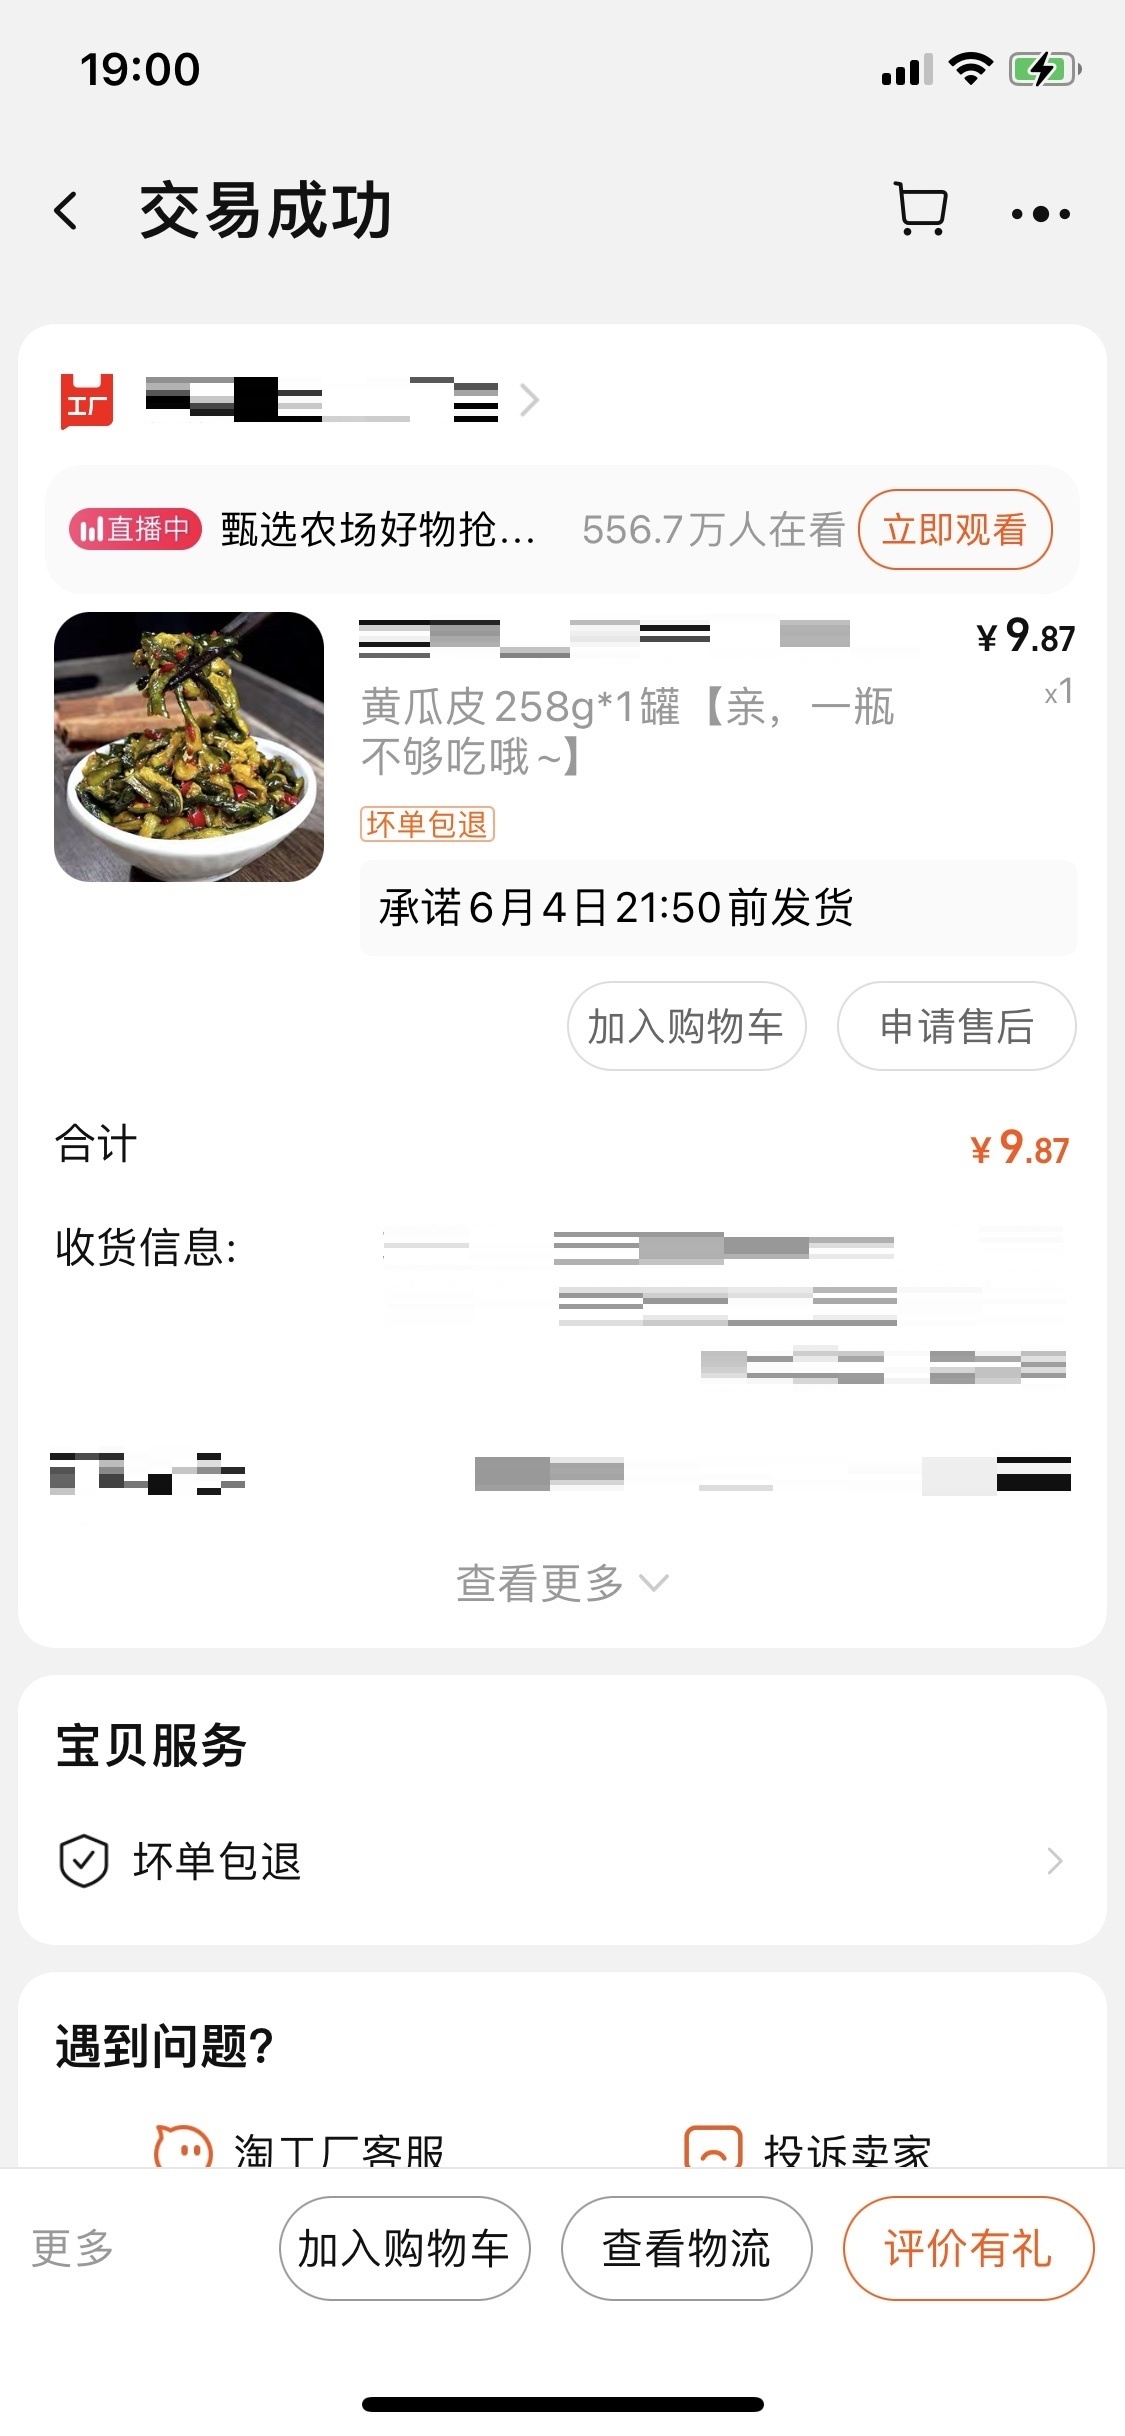 19:00
交易成功
工厂
直播中 甄选农场好物抢... 556.7万人在看 立即观看
¥9.87
黄瓜皮258g*1罐【亲，一瓶 x1
不够吃哦~】
坏单包退
承诺6月4日21:50前发货
加入购物车 申请售后
合计 ¥9.87
收货信息:
查看更多
宝贝服务
坏单包退
遇到问题?
淘工厂客服 投诉卖家
更多 加入购物车 查看物流 评价有礼